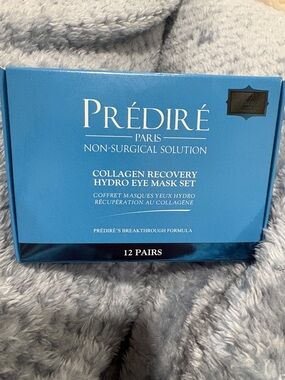 PRÉDIRÉ
PARIS
NON-SURGICAL SOLUTION
COLLAGEN RECOVERY
HYDRO EYE MASK SET
COFFRET MASQUES YEUX HYDRO
RÉCUPÉRATION AU COLLAGÈNE
PRÉDIRÉ'S BREAKTHROUGH FORMULA
12 PAIRS